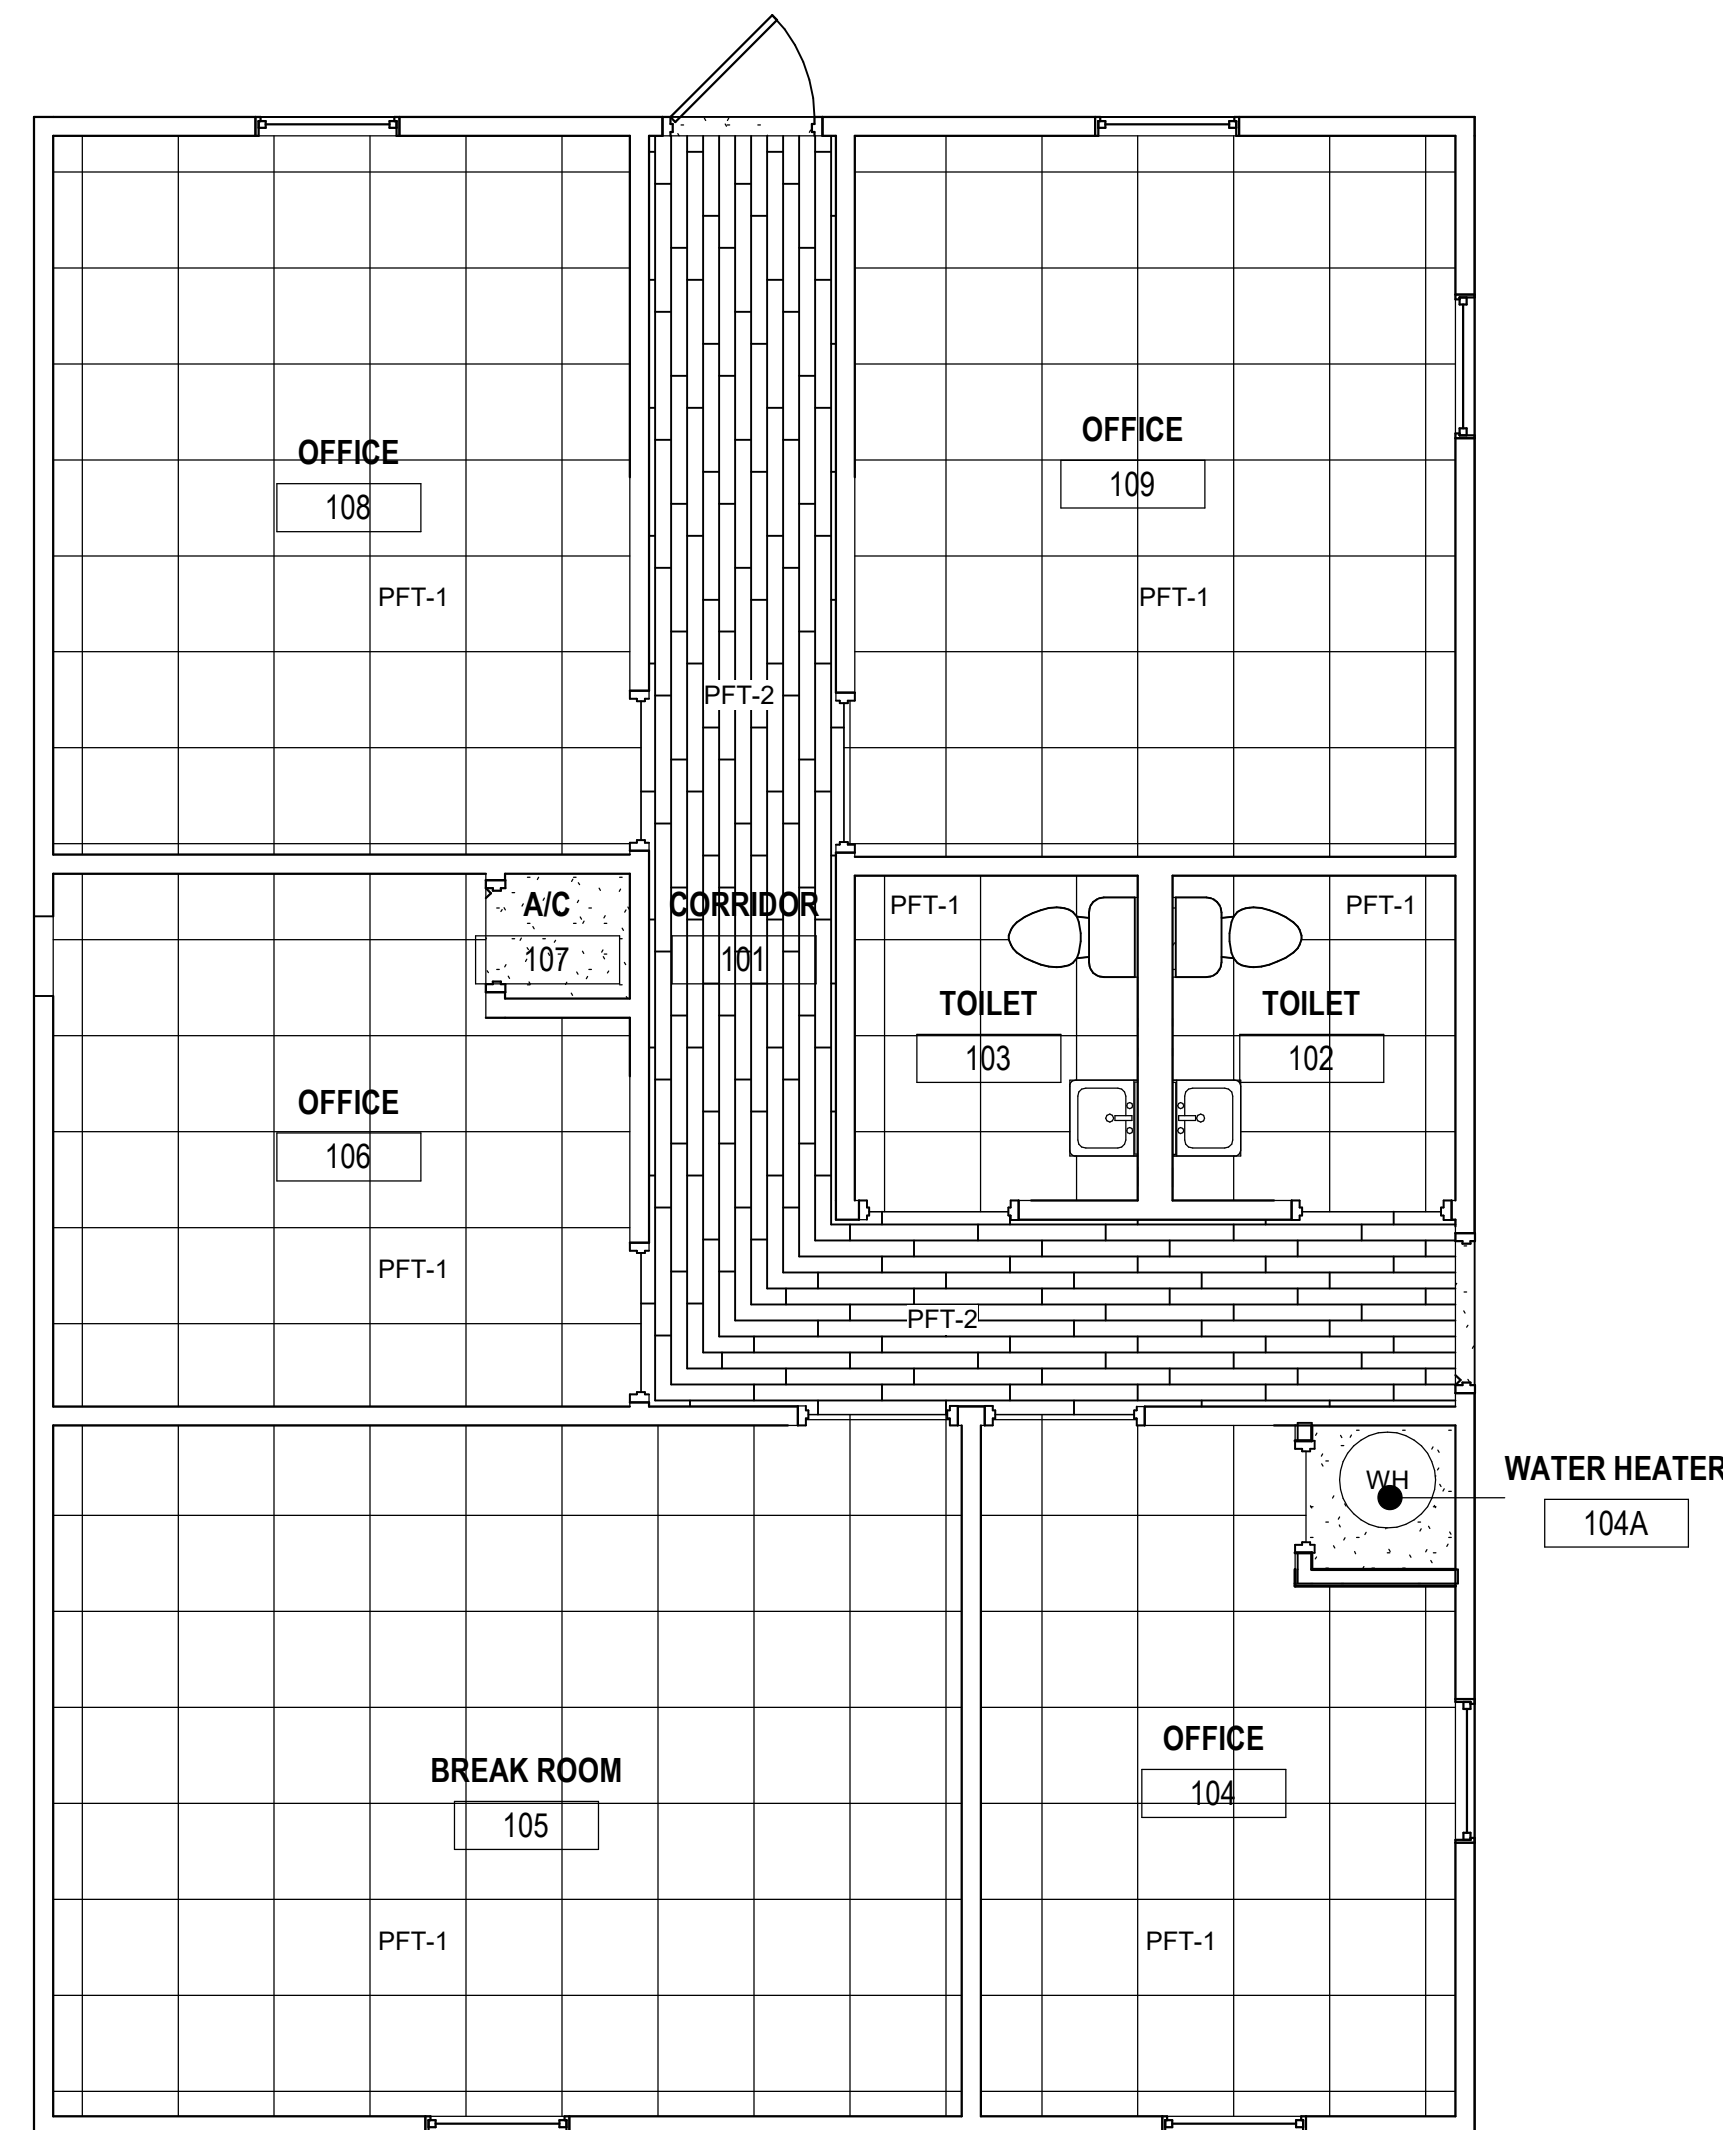 OFFICE
108
PFT-1
OFFICE
109
PFT-1
PFT-2
A/C
107
CORRIDOR
101
PFT-1
PFT-1
TOILET
103
TOILET
102
OFFICE
106
PFT-1
PFT-2
WH
WATER HEATER
104A
OFFICE
104
BREAK ROOM
105
PFT-1
PFT-1